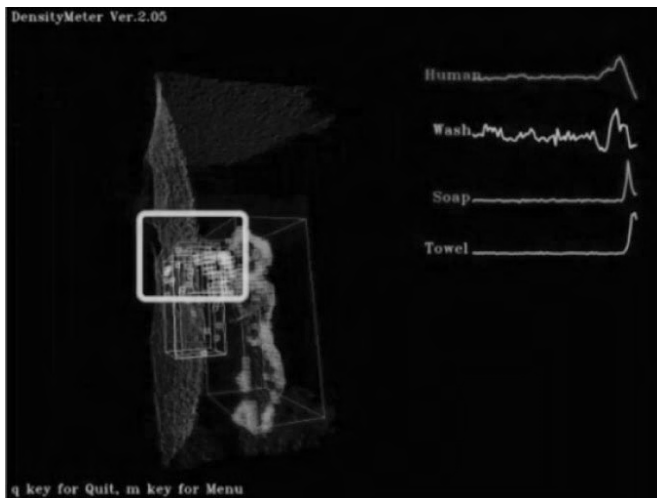 DensityMeter Ver.2.05
Human
Wash
Soap
Towel
q key for Quit, m key for Menu